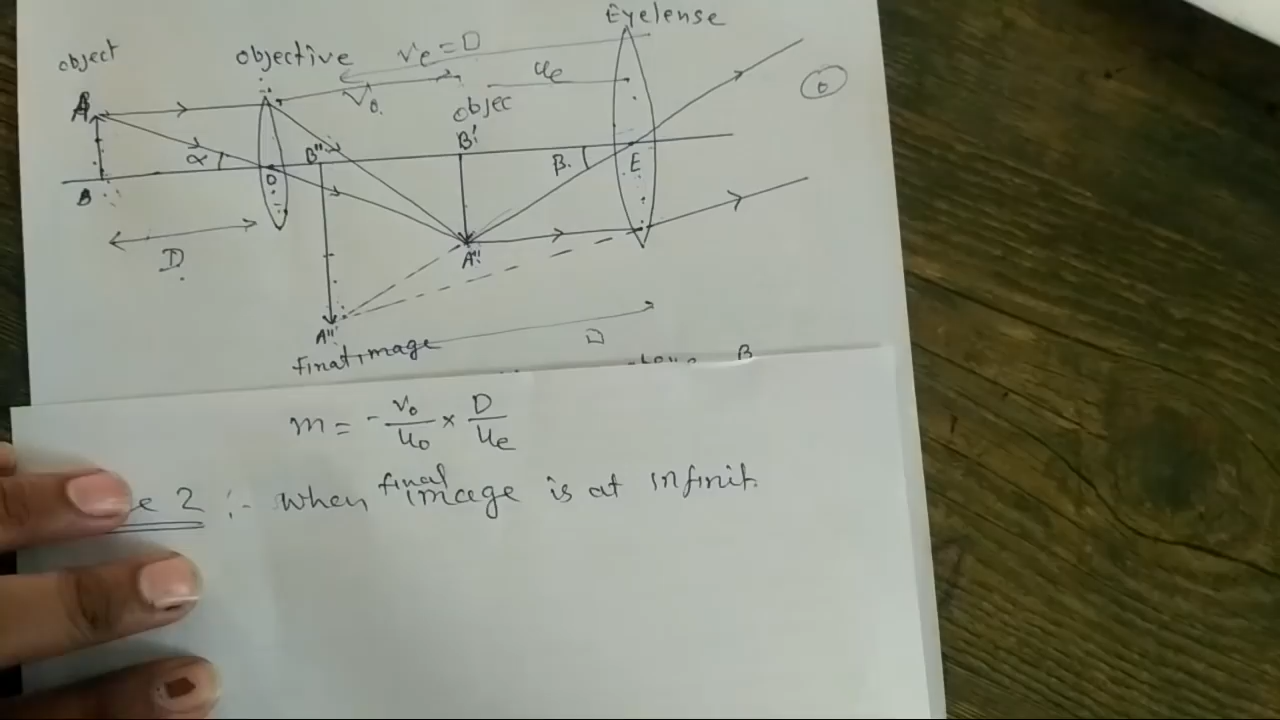 Eyelense
object
objective
ve = D
ue
vo
objec
A
B'
B"
α
β
E
O
B
D
A"
A"
final image
D
β
m = - vo/uo × D/ue
e 2 :- when final image is at infinit.